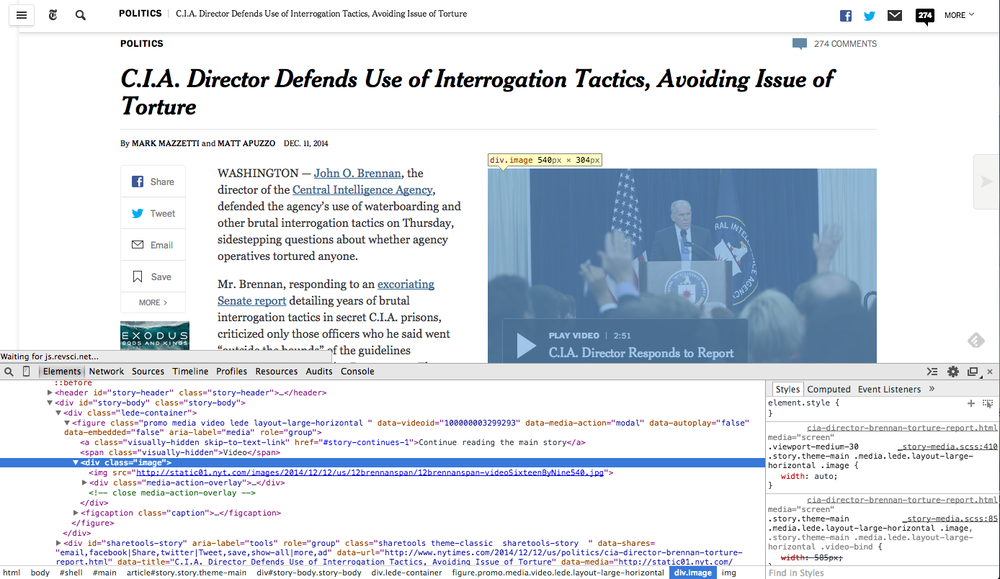 POLITICS | C.I.A. Director Defends Use of Interrogation Tactics, Avoiding Issue of Torture
274
MORE
POLITICS
274 COMMENTS
C.I.A. Director Defends Use of Interrogation Tactics, Avoiding Issue of
Torture
By MARK MAZZETTI and MATT APUZZO DEC. 11, 2014
Share
Tweet
Email
Save
MORE >
EXODUS
GODS AND KINGS
WASHINGTON — John O. Brennan, the
director of the Central Intelligence Agency,
defended the agency's use of waterboarding and
other brutal interrogation tactics on Thursday,
sidestepping questions about whether agency
operatives tortured anyone.
Mr. Brennan, responding to an excoriating
Senate report detailing years of brutal
interrogation tactics in secret C.I.A. prisons,
criticized only those officers who he said went
"outside the bounds" of the guidelines
div.image 540px × 304px
PLAY VIDEO | 2:51
C.I.A. Director Responds to Report
Waiting for js.revsci.net...
Elements Network Sources Timeline Profiles Resources Audits Console
::before
<header id="story-header" class="story-header">…</header>
<div id="story-body" class="story-body">
<div class="lede-container">
<figure class="promo media video lede layout-large-horizontal " data-videoid="100000003299293" data-media-action="modal" data-autoplay="false"
data-embedded="false" aria-label="media" role="group">
<a class="visually-hidden skip-to-text-link" href="#story-continues-1">Continue reading the main story</a>
<span class="visually-hidden">Video</span>
<div class="image">
<img src="http://static01.nyt.com/images/2014/12/12/us/12brennanspan/12brennanspan-videoSixteenByNine540.jpg">
<div class="media-action-overlay">…</div>
<!-- close media-action-overlay -->
</div>
<figcaption class="caption">…</figcaption>
</figure>
</div>
<div id="sharetools-story" aria-label="tools" role="group" class="sharetools theme-classic sharetools-story " data-shares=
"email,facebook|Share,twitter|Tweet,save,show-all|more,ad" data-url="http://www.nytimes.com/2014/12/12/us/politics/cia-director-brennan-torture-
report.html" data-title="C.I.A. Director Defends Use of Interrogation Tactics, Avoiding Issue of Torture" data-media="http://static01.nyt.com/
html body #shell #main article#story.story.theme-main div#story-body.story-body div.lede-container figure.promo.media.video.lede.layout-large-horizontal div.image img
Styles Computed Event Listeners »
element.style {
}
cia-director-brennan-torture-report.html
media="screen"
.viewport-medium-30 _story-media.scss:410
.story.theme-main .media.lede.layout-large-
horizontal .image {
width: auto;
}
cia-director-brennan-torture-report.html
media="screen"
.story.theme-main _story-media.scss:85
.media.lede.layout-large-horizontal .image,
.story.theme-main .media.lede.layout-large-
horizontal .video-bind {
width: 585px;
Find in Styles